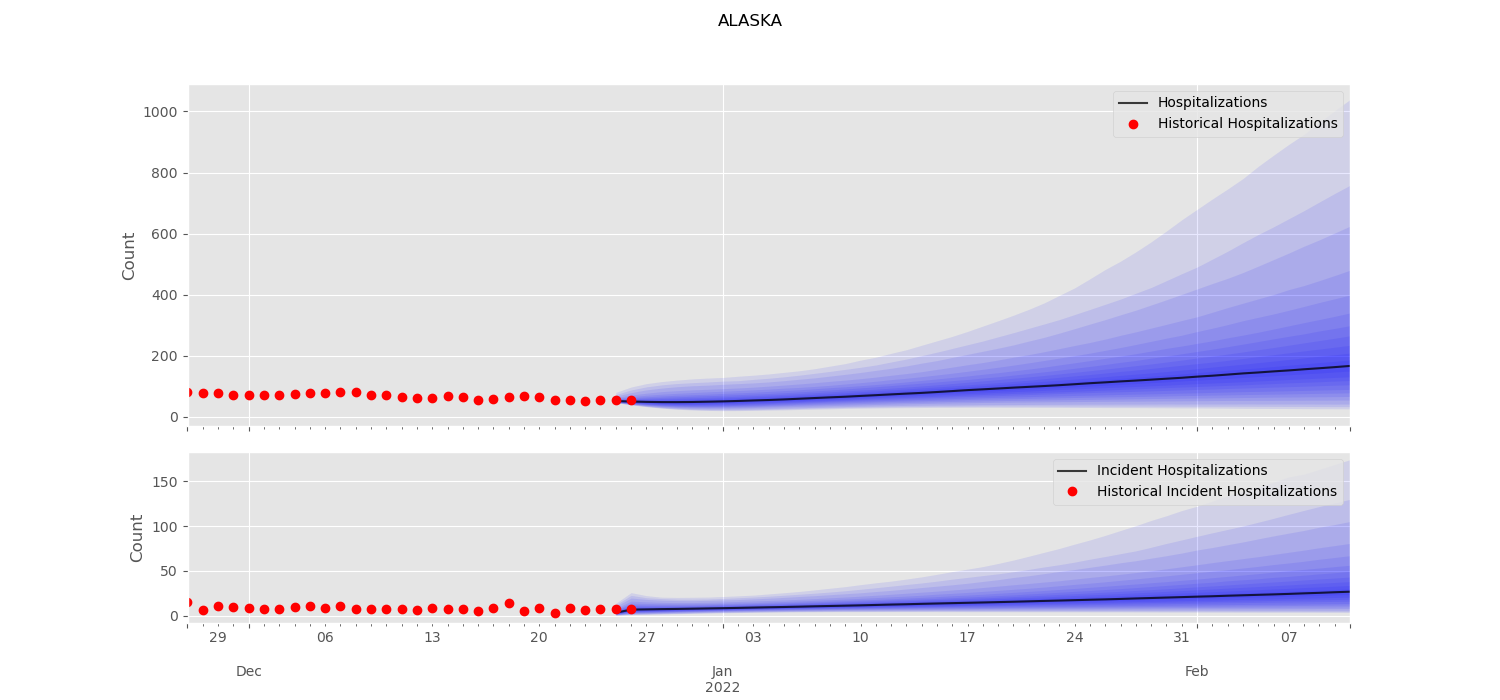 ALASKA
Hospitalizations
Historical Hospitalizations
Count
1000
800
600
400
200
0
Incident Hospitalizations
Historical Incident Hospitalizations
Count
150
100
50
0
29 06 13 20 27 03 10 17 24 31 07
Dec Jan Feb
2022